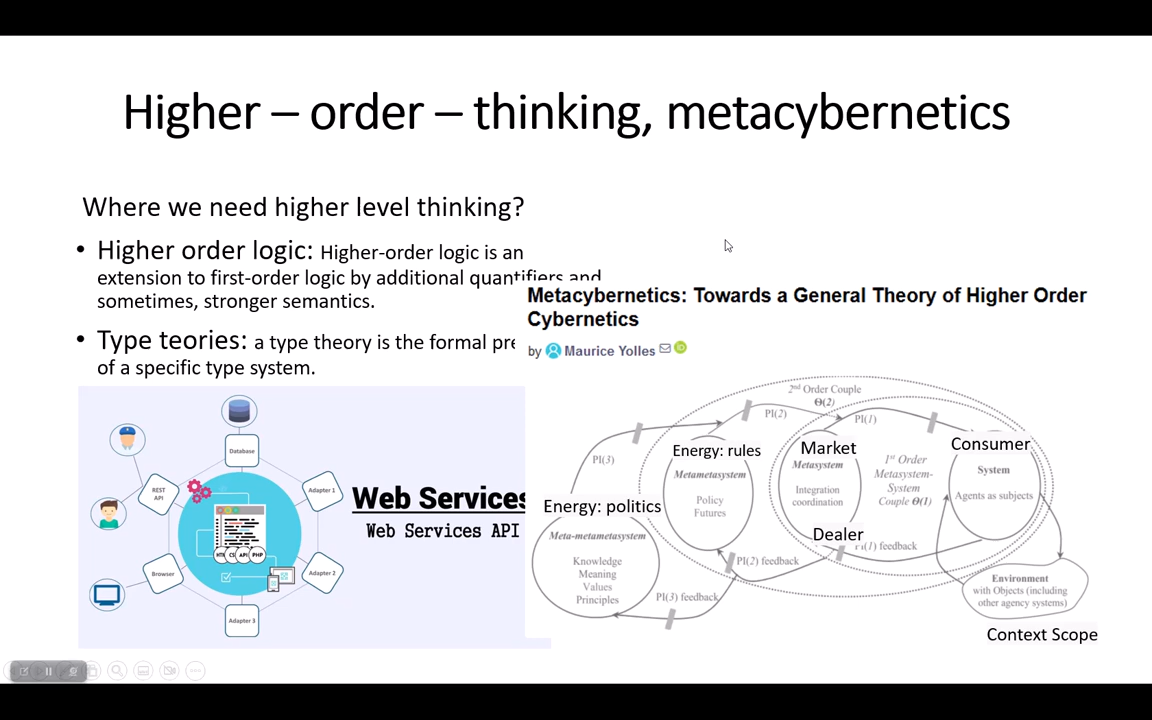 Higher – order – thinking, metacybernetics
Where we need higher level thinking?
• Higher order logic: Higher-order logic is an
extension to first-order logic by additional quantifiers and
sometimes, stronger semantics.
• Type teories: a type theory is the formal pre
of a specific type system.
Metacybernetics: Towards a General Theory of Higher Order
Cybernetics
by Maurice Yolles
Database
REST
API
Adapter 1
Browser
Adapter 2
Adapter 3
API
PHP
Web Services
Web Services API
2nd Order Couple
Θ(2)
PI(2)
PI(1)
PI(3)
Energy: rules
Metametasystem
Policy
Futures
Market
Metasystem
Integration
coordination
1st Order
Metasystem-
System
Couple Θ(1)
Consumer
System
Agents as subjects
Energy: politics
Meta-metametasystem
Knowledge
Meaning
Values
Principles
Dealer
PI(1) feedback
PI(2) feedback
PI(3) feedback
Environment
with Objects (including
other agency systems)
Context Scope